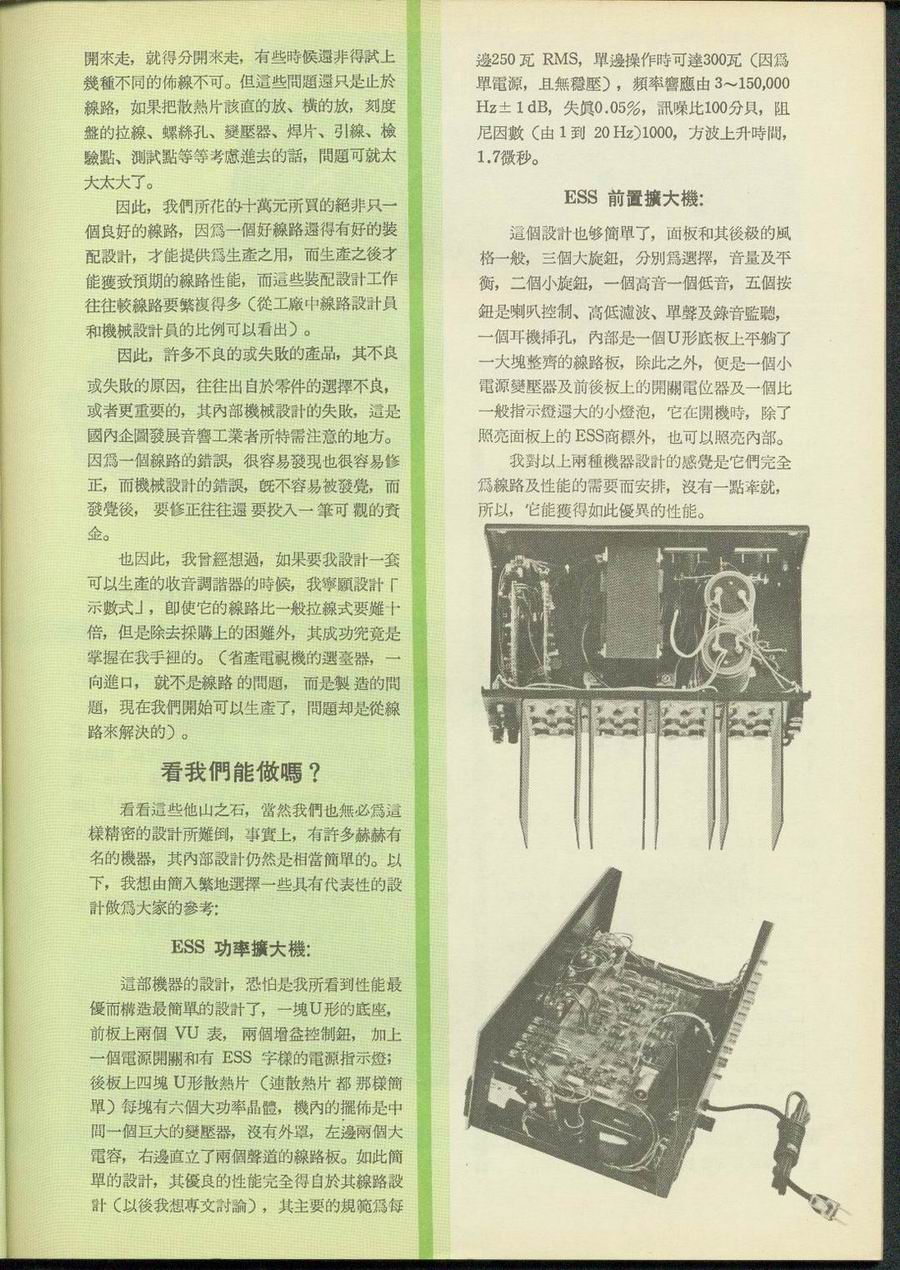 開來走，就得分開來走，有些時候還非得試上
幾種不同的佈線不可。但這些問題還只是止於
線路，如果把散熱片該直的放、橫的放，刻度
盤的拉線、螺絲孔、變壓器、焊片、引線、檢
驗點、測試點等等考慮進去的話，問題可就太
大太大了。
因此，我們所花的十萬元所買的絕非只一
個良好的線路，因爲一個好線路還得有好的裝
配設計，才能提供爲生產之用，而生產之後才
能獲致預期的線路性能，而這些裝配設計工作
往往較線路要繁複得多（從工廠中線路設計員
和機械設計員的比例可以看出）。
因此，許多不良的或失敗的產品，其不良
或失敗的原因，往往出自於零件的選擇不良，
或者更重要的，其內部機械設計的失敗，這是
國內企圖發展音響工業者所特需注意的地方。
因爲一個線路的錯誤，很容易發現也很容易修
正，而機械設計的錯誤，旣不容易被發覺，而
發覺後，要修正往往還要投入一筆可觀的資
金。
也因此，我曾經想過，如果要我設計一套
可以生產的收音調諧器的時候，我寧願設計「
示數式」，卽使它的線路比一般拉線式要難十
倍，但是除去採購上的困難外，其成功究竟是
掌握在我手裡的。（省產電視機的選臺器，一
向進口，就不是線路的問題，而是製造的問
題，現在我們開始可以生產了，問題却是從線
路來解決的）。
看我們能做嗎？
看看這些他山之石，當然我們也無必爲這
樣精密的設計所難倒，事實上，有許多赫赫有
名的機器，其內部設計仍然是相當簡單的。以
下，我想由簡入繁地選擇一些具有代表性的設
計做爲大家的參考：
ESS 功率擴大機：
這部機器的設計，恐怕是我所看到性能最
優而構造最簡單的設計了，一塊U形的底座，
前板上兩個 VU 表，兩個增益控制鈕，加上
一個電源開關和有 ESS 字樣的電源指示燈；
後板上四塊 U形散熱片（連散熱片都那樣簡
單）每塊有六個大功率晶體，機內的擺佈是中
間一個巨大的變壓器，沒有外罩，左邊兩個大
電容，右邊直立了兩個聲道的線路板。如此簡
單的設計，其優良的性能完全得自於其線路設
計（以後我想專文討論），其主要的規範爲每
邊250 瓦 RMS，單邊操作時可達300瓦（因爲
單電源，且無穩壓），頻率響應由 3～150,000
Hz± 1 dB，失眞0.05%，訊噪比100分貝，阻
尼因數（由 1 到 20 Hz)1000，方波上升時間，
1.7微秒。
ESS 前置擴大機：
這個設計也够簡單了，面板和其後級的風
格一般，三個大旋鈕，分別爲選擇，音量及平
衡，二個小旋鈕，一個高音一個低音，五個按
鈕是喇叭控制、高低濾波、單聲及錄音監聽，
一個耳機揷孔，內部是一個U形底板上平躺了
一大塊整齊的線路板，除此之外，便是一個小
電源變壓器及前後板上的開關電位器及一個比
一般指示燈還大的小燈泡，它在開機時，除了
照亮面板上的 ESS商標外，也可以照亮內部。
我對以上兩種機器設計的感覺是它們完全
爲線路及性能的需要而安排，沒有一點牽就，
所以，它能獲得如此優異的性能。